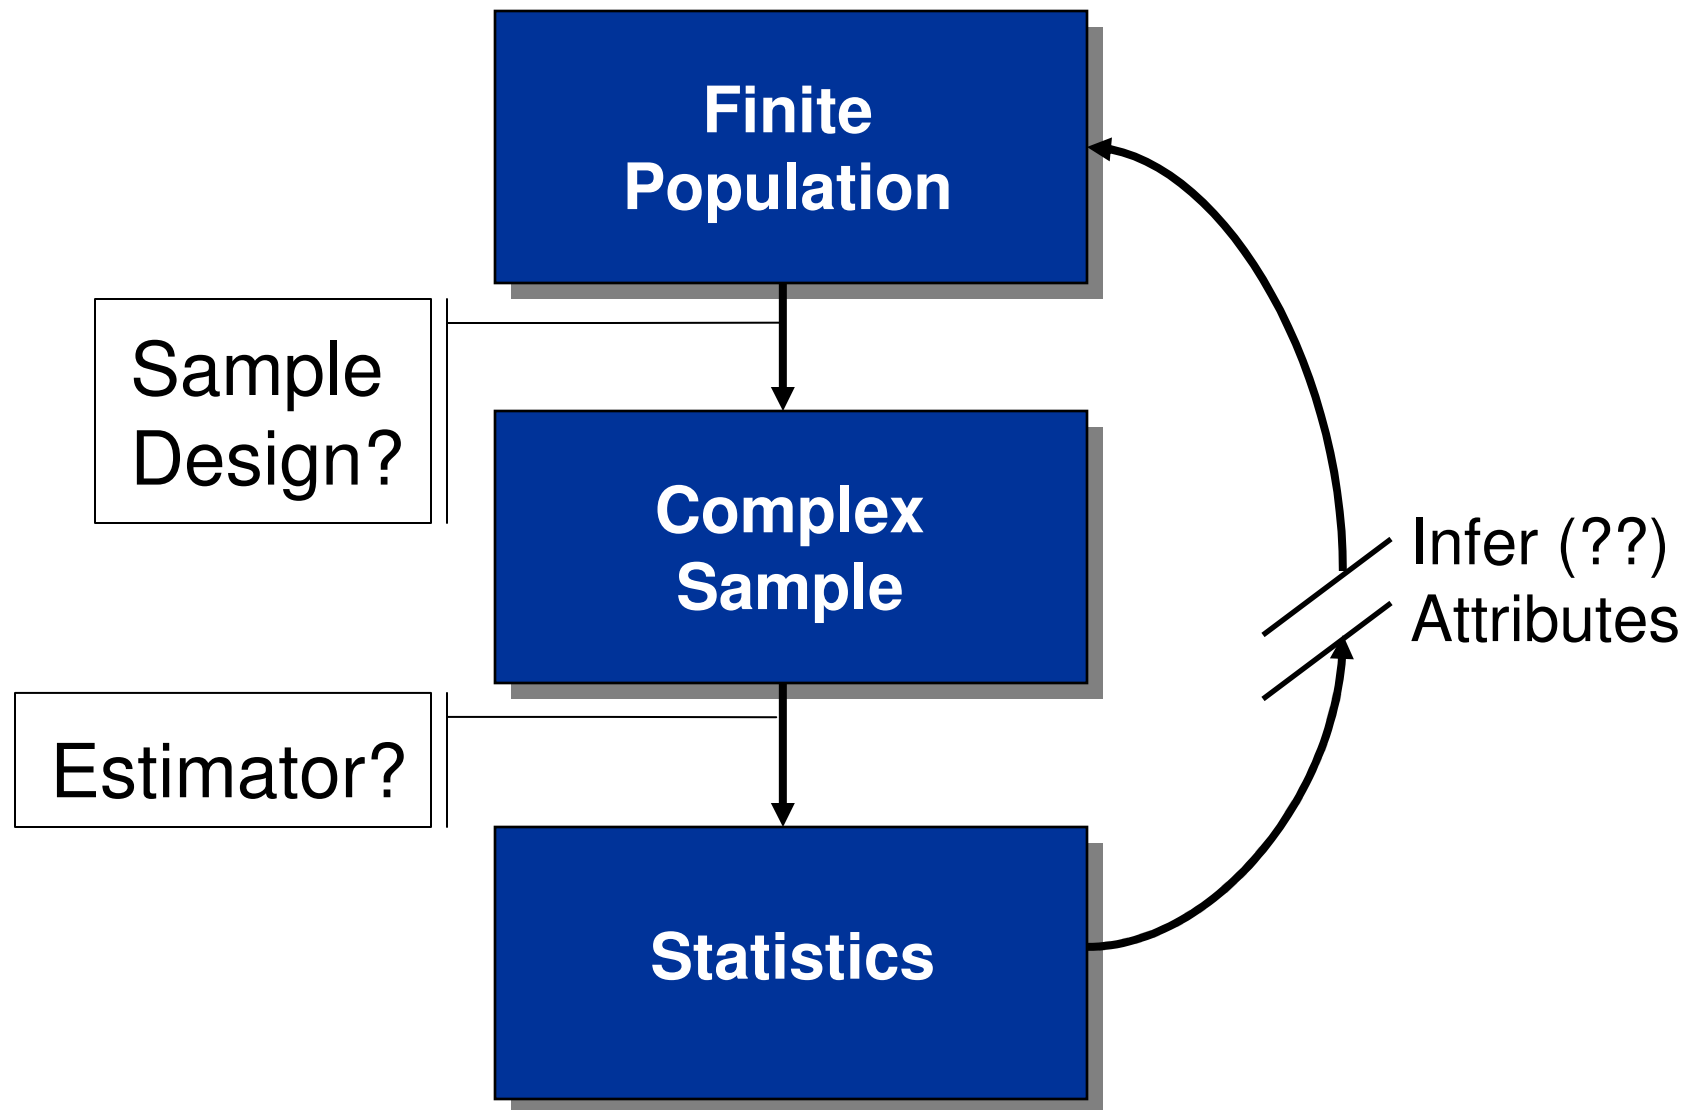 Finite
Population
Sample
Design?
Complex
Sample
Infer (??)
Attributes
Estimator?
Statistics